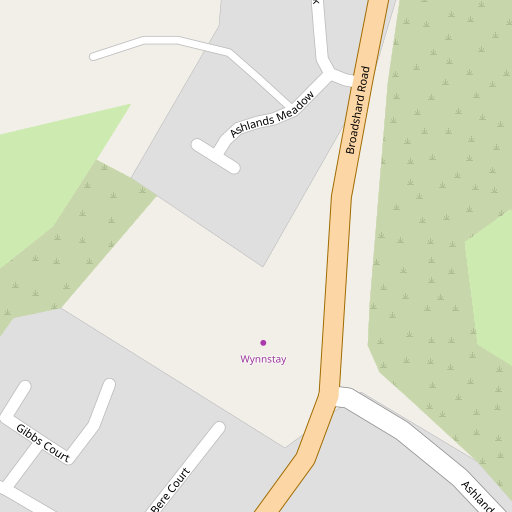 Broadshard Road
Ashlands Meadow
Wynnstay
Gibbs Court
Bere Court
Ashland